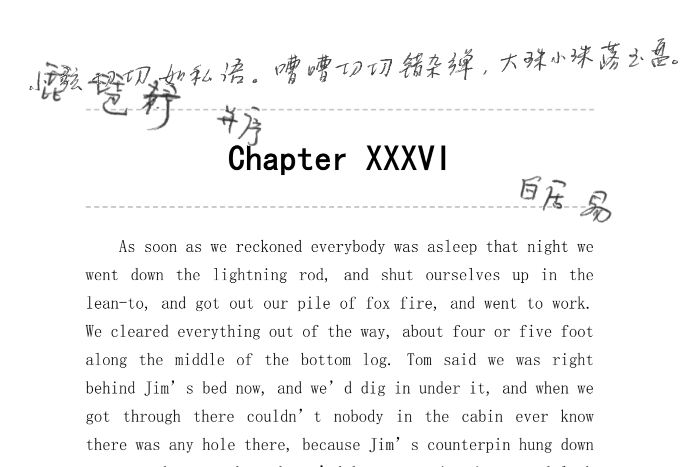 小弦切切如私语。嘈嘈切切错杂弹，大珠小珠落玉盘。
琵琶行
并序
Chapter XXXVI
白居易
As soon as we reckoned everybody was asleep that night we
went down the lightning rod, and shut ourselves up in the
lean-to, and got out our pile of fox fire, and went to work.
We cleared everything out of the way, about four or five foot
along the middle of the bottom log. Tom said we was right
behind Jim's bed now, and we'd dig in under it, and when we
got through there couldn't nobody in the cabin ever know
there was any hole there, because Jim's counterpin hung down